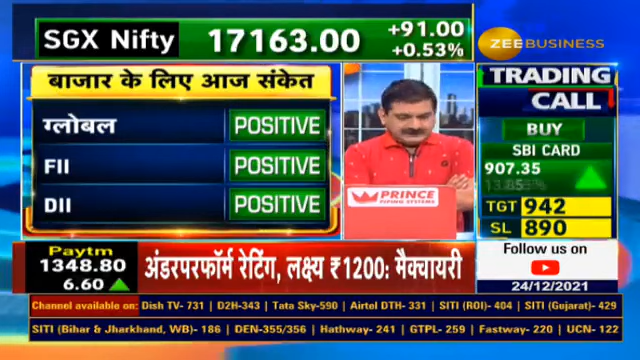 SGX Nifty 17163.00 +91.00
+0.53%
ZEE BUSINESS
बाजार के लिए आज संकेत
ग्लोबल POSITIVE
FII POSITIVE
DII POSITIVE
PRINCE
PIPING SYSTEMS
TRADING
CALL
BUY
SBI CARD
907.35
TGT 942
SL 890
Paytm
1348.80
6.60
अंडरपरफॉर्म रेटिंग, लक्ष्य ₹1200: मैक्वायरी
Follow us on
24/12/2021
Channel available on: Dish TV- 731 | D2H-343 | Tata Sky-590 | Airtel DTH- 331 | SITI (ROI)- 404 | SITI (Gujarat)- 429
SITI (Bihar & Jharkhand, WB)- 186 | DEN-355/356 | Hathway- 241 | GTPL- 259 | Fastway- 220 | UCN- 122